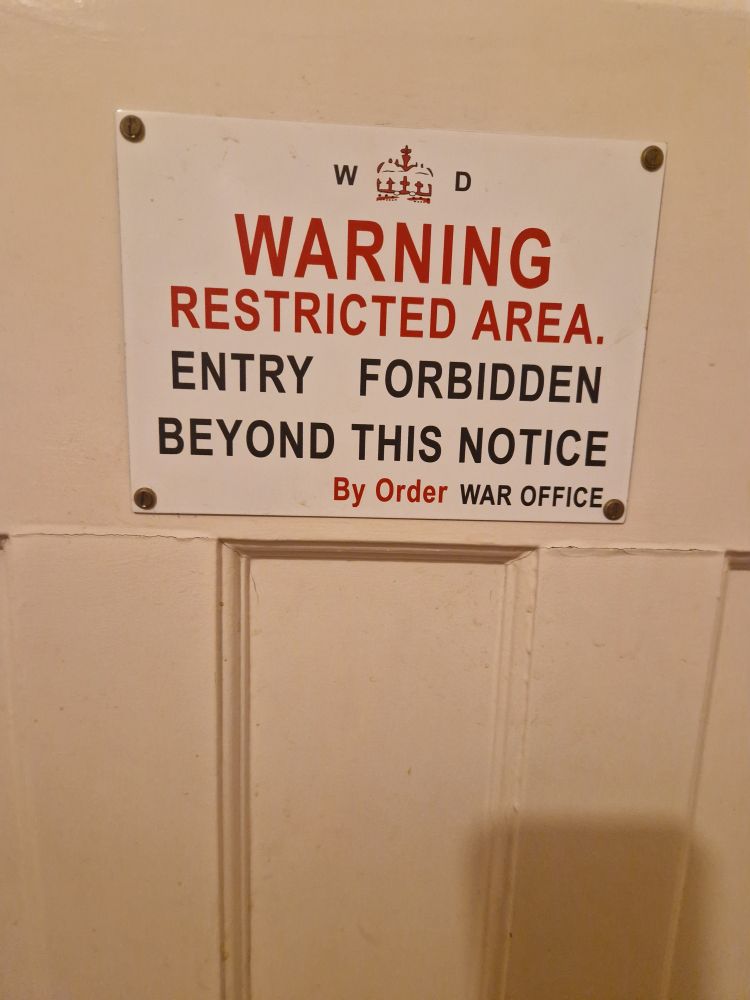 W D
WARNING
RESTRICTED AREA.
ENTRY FORBIDDEN
BEYOND THIS NOTICE
By Order WAR OFFICE